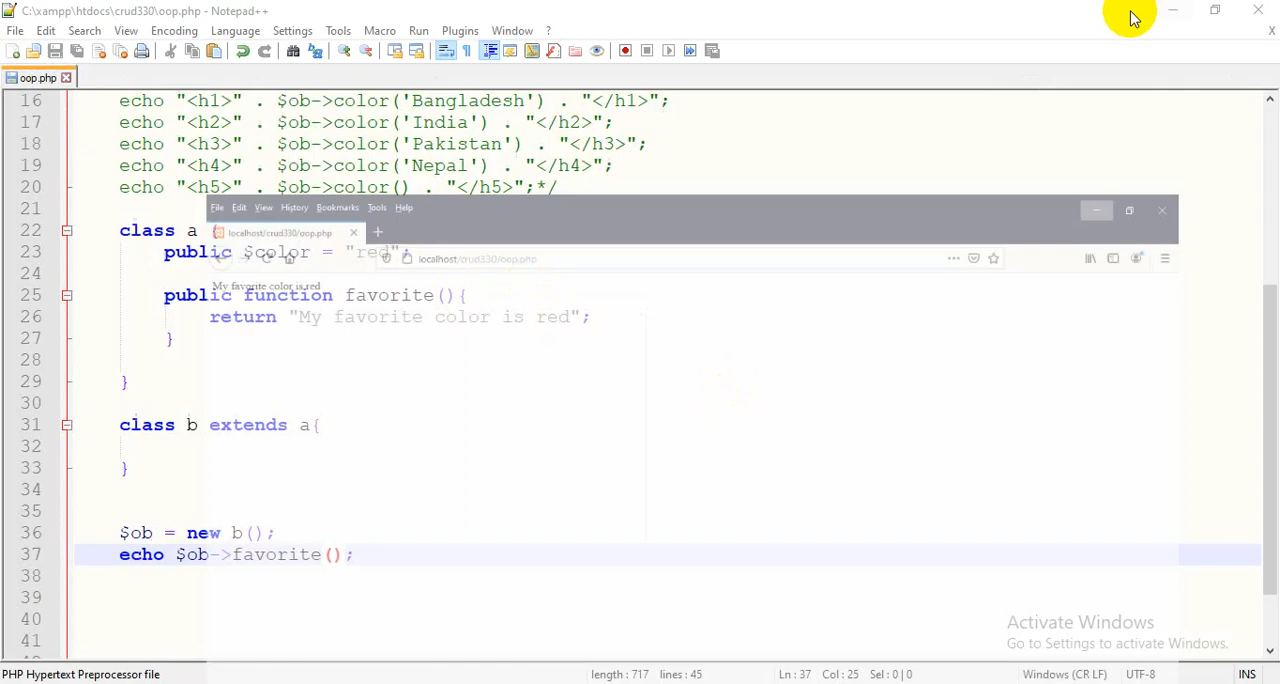 C:\xampp\htdocs\crud330\oop.php - Notepad++
File Edit Search View Encoding Language Settings Tools Macro Run Plugins Window ? X
oop.php
16 echo "<h1>" . $ob->color('Bangladesh') . "</h1>";
17 echo "<h2>" . $ob->color('India') . "</h2>";
18 echo "<h3>" . $ob->color('Pakistan') . "</h3>";
19 echo "<h4>" . $ob->color('Nepal') . "</h4>";
20 echo "<h5>" . $ob->color() . "</h5>";*/
21
File Edit View History Bookmarks Tools Help
22 class a {
localhost/crud330/oop.php
23 public $color = "red";
localhost/crud330/oop.php
24
My favorite color is red
25 public function favorite(){
26 return "My favorite color is red";
27 }
28
29 }
30
31 class b extends a{
32
33 }
34
35
36 $ob = new b();
37 echo $ob->favorite();
38
39
40
41
Activate Windows
Go to Settings to activate Windows.
PHP Hypertext Preprocessor file length : 717 lines : 45 Ln : 37 Col : 25 Sel : 0 | 0 Windows (CR LF) UTF-8 INS